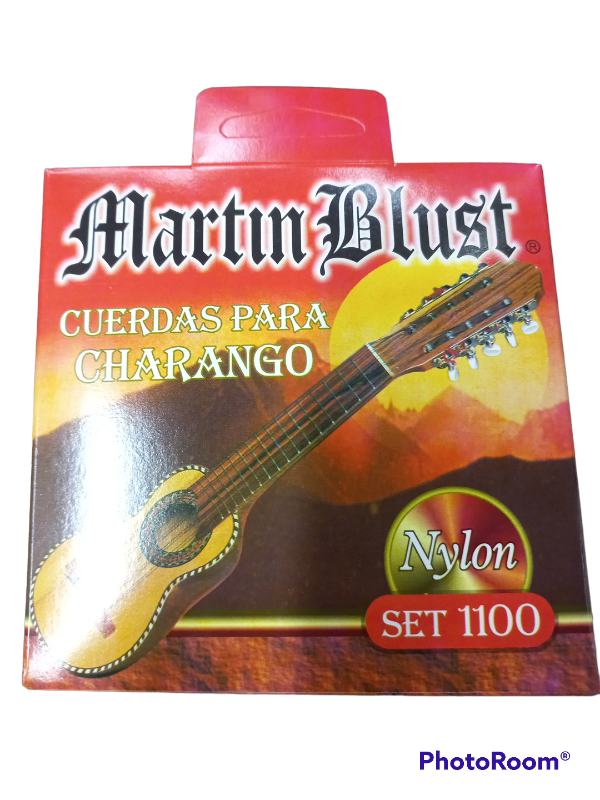 Martin Blust®
CUERDAS PARA
CHARANGO
Nylon
SET 1100
PhotoRoom®